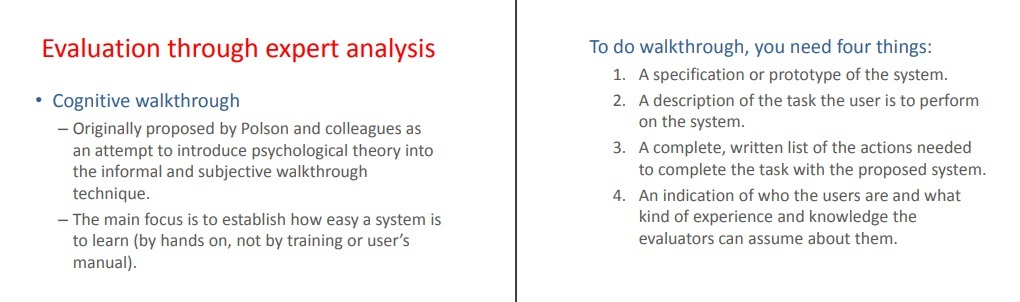 Evaluation through expert analysis
• Cognitive walkthrough
– Originally proposed by Polson and colleagues as
an attempt to introduce psychological theory into
the informal and subjective walkthrough
technique.
– The main focus is to establish how easy a system is
to learn (by hands on, not by training or user’s
manual).
To do walkthrough, you need four things:
1. A specification or prototype of the system.
2. A description of the task the user is to perform
on the system.
3. A complete, written list of the actions needed
to complete the task with the proposed system.
4. An indication of who the users are and what
kind of experience and knowledge the
evaluators can assume about them.